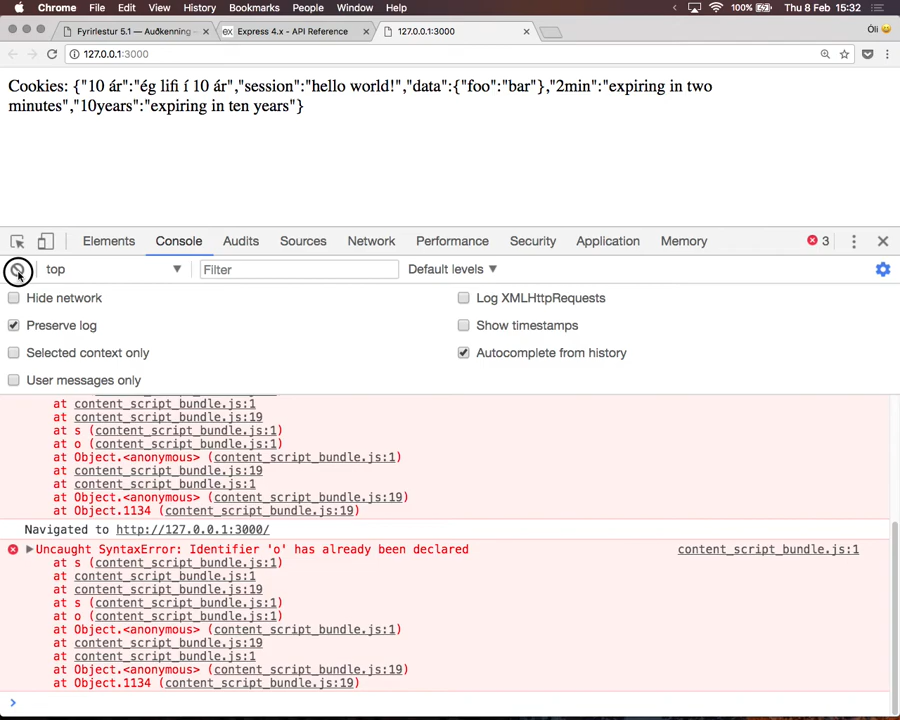 Chrome File Edit View History Bookmarks People Window Help 100% Thu 8 Feb 15:32
Fyrirlestur 5.1 — Auðkenning - × ex Express 4.x - API Reference × 127.0.0.1:3000 × Óli
127.0.0.1:3000
Cookies: {"10 ár":"ég lifi í 10 ár","session":"hello world!","data":{"foo":"bar"},"2min":"expiring in two
minutes","10years":"expiring in ten years"}
Elements Console Audits Sources Network Performance Security Application Memory 3
top Filter Default levels
Hide network Log XMLHttpRequests
Preserve log Show timestamps
Selected context only Autocomplete from history
User messages only
at content_script_bundle.js:1
at content_script_bundle.js:19
at s (content_script_bundle.js:1)
at o (content_script_bundle.js:1)
at Object.<anonymous> (content_script_bundle.js:1)
at content_script_bundle.js:19
at content_script_bundle.js:1
at Object.<anonymous> (content_script_bundle.js:19)
at Object.1134 (content_script_bundle.js:19)
Navigated to http://127.0.0.1:3000/
Uncaught SyntaxError: Identifier 'o' has already been declared content_script_bundle.js:1
at s (content_script_bundle.js:1)
at content_script_bundle.js:1
at content_script_bundle.js:19
at s (content_script_bundle.js:1)
at o (content_script_bundle.js:1)
at Object.<anonymous> (content_script_bundle.js:1)
at content_script_bundle.js:19
at content_script_bundle.js:1
at Object.<anonymous> (content_script_bundle.js:19)
at Object.1134 (content_script_bundle.js:19)